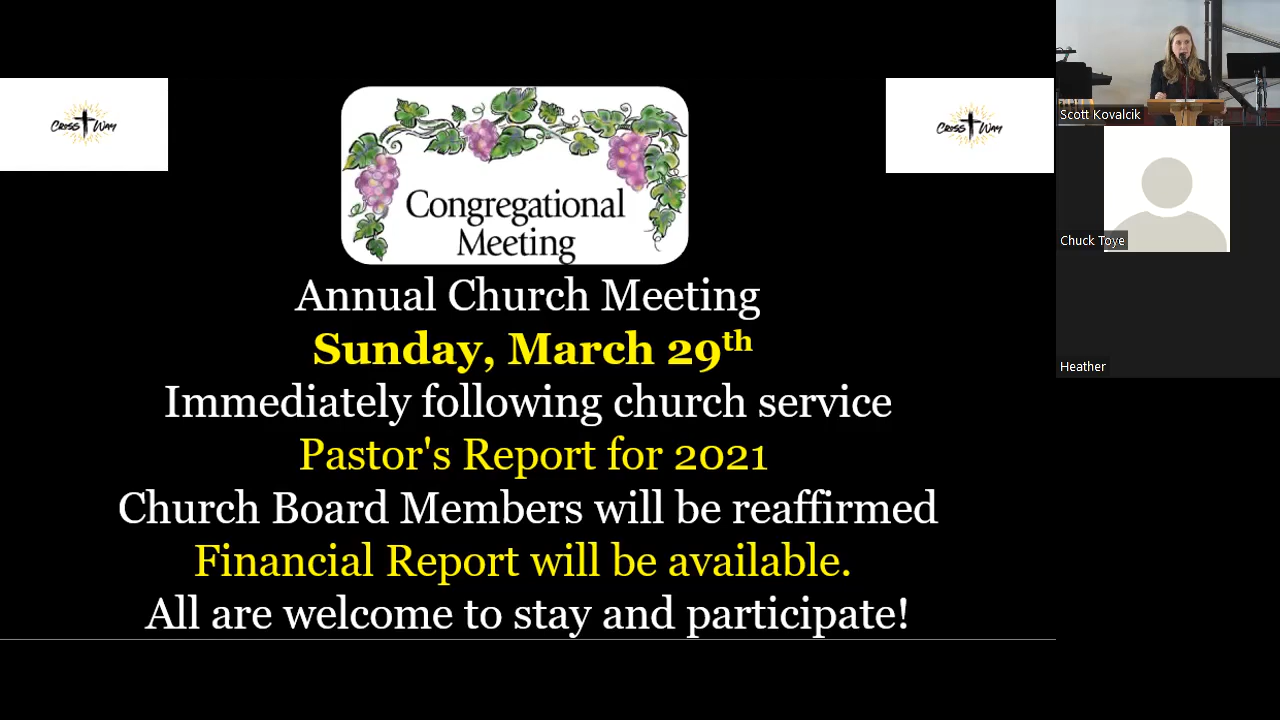 CROSS WAY
CROSS WAY
Congregational
Meeting
Annual Church Meeting
Sunday, March 29th
Immediately following church service
Pastor's Report for 2021
Church Board Members will be reaffirmed
Financial Report will be available.
All are welcome to stay and participate!
Scott Kovalcik
Chuck Toye
Heather